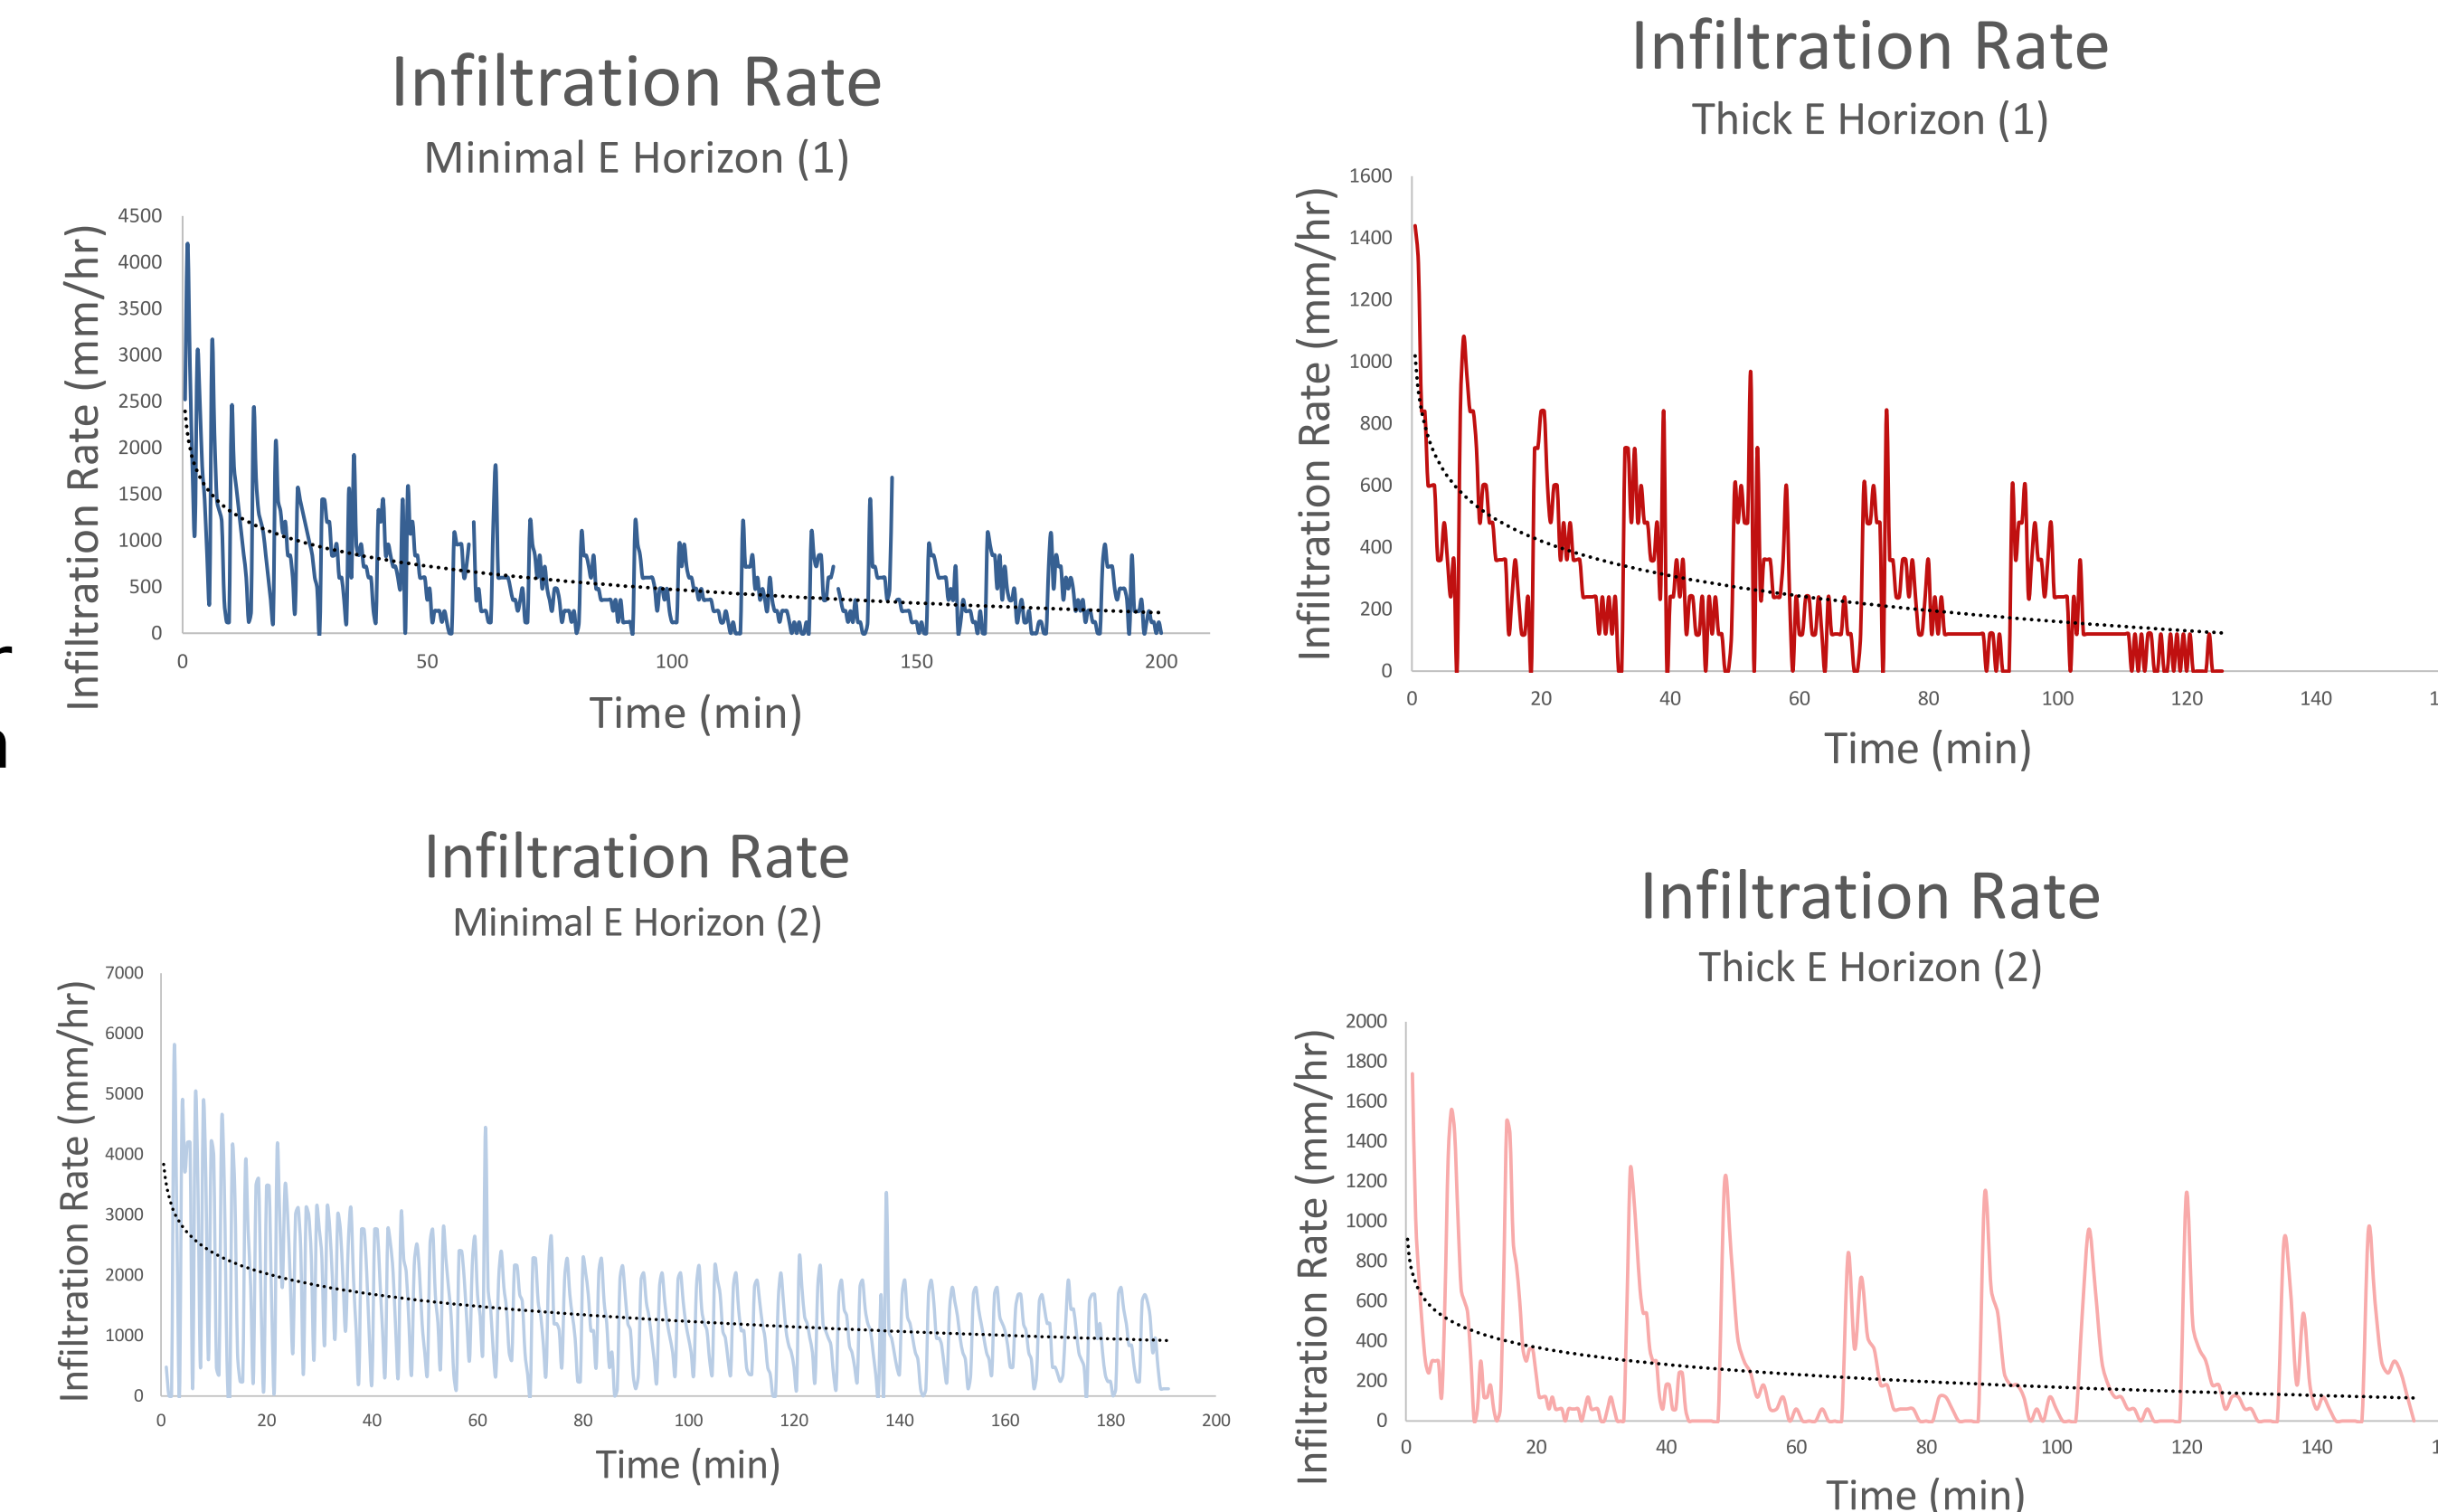 Infiltration Rate
Minimal E Horizon (1)
Infiltration Rate (mm/hr)
4500
4000
3500
3000
2500
2000
1500
1000
500
0
0 50 100 150 200
Time (min)
Infiltration Rate
Thick E Horizon (1)
Infiltration Rate (mm/hr)
1600
1400
1200
1000
800
600
400
200
0
0 20 40 60 80 100 120 140
Time (min)
Infiltration Rate
Minimal E Horizon (2)
Infiltration Rate (mm/hr)
7000
6000
5000
4000
3000
2000
1000
0
0 20 40 60 80 100 120 140 160 180 200
Time (min)
Infiltration Rate
Thick E Horizon (2)
Infiltration Rate (mm/hr)
2000
1800
1600
1400
1200
1000
800
600
400
200
0
0 20 40 60 80 100 120 140
Time (min)